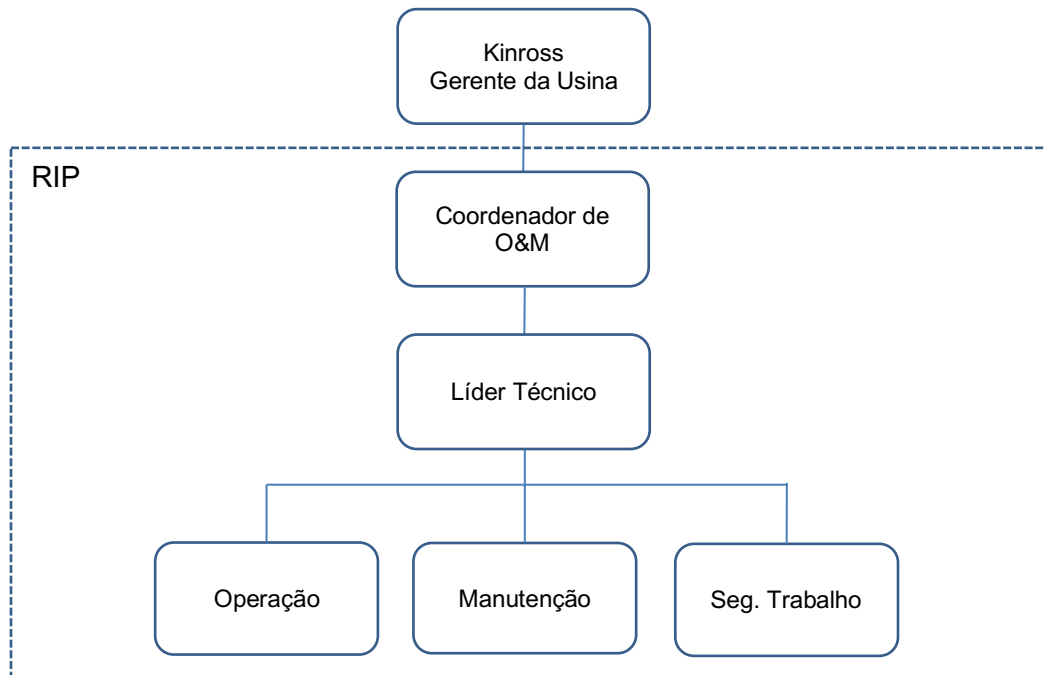 Kinross
Gerente da Usina
RIP
Coordenador de
O&M
Líder Técnico
Operação
Manutenção
Seg. Trabalho